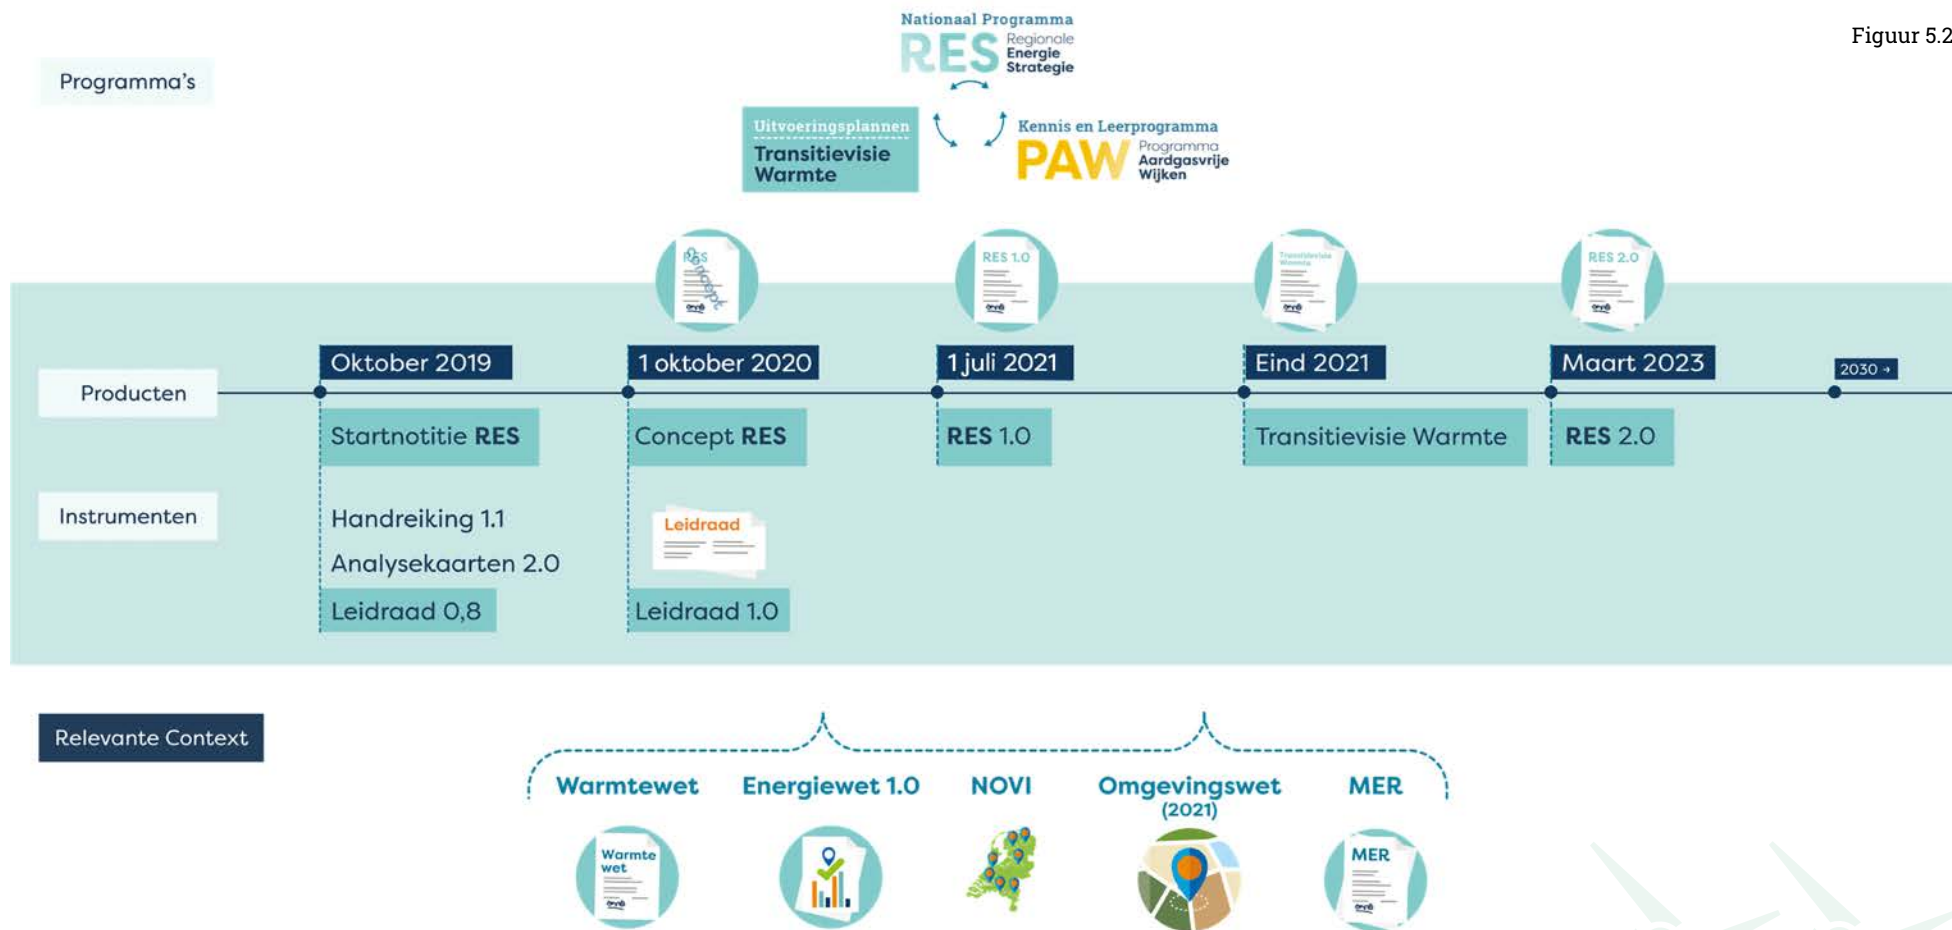 Figuur 5.2
Programma's
Nationaal Programma
RES
Regionale
Energie
Strategie
Uitvoeringsplannen
Transitievisie
Warmte
Kennis en Leerprogramma
PAW
Programma
Aardgasvrije
Wijken
RES
Concept
RES 1.0
Transitievisie
Warmte
RES 2.0
Producten
Oktober 2019
1 oktober 2020
1 juli 2021
Eind 2021
Maart 2023
2030 →
Startnotitie RES
Concept RES
RES 1.0
Transitievisie Warmte
RES 2.0
Instrumenten
Handreiking 1.1
Analysekaarten 2.0
Leidraad 0,8
Leidraad
Leidraad 1.0
Relevante Context
Warmtewet
Energiewet 1.0
NOVI
Omgevingswet
(2021)
MER
Warmte
wet
MER